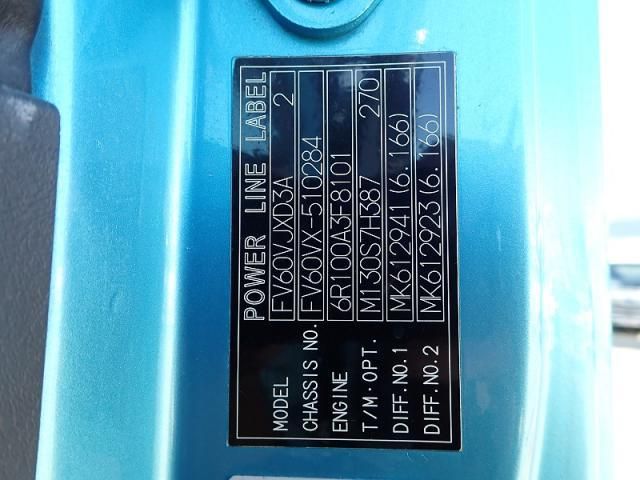 POWER LINE LABEL
MODEL FV60VJXD3A 2
CHASSIS NO. FV60VX-510284
ENGINE 6R100A3F8101
T/M·OPT. M130S7H387 270
DIFF.NO.1 MK612941(6.166)
DIFF.NO.2 MK612923(6.166)